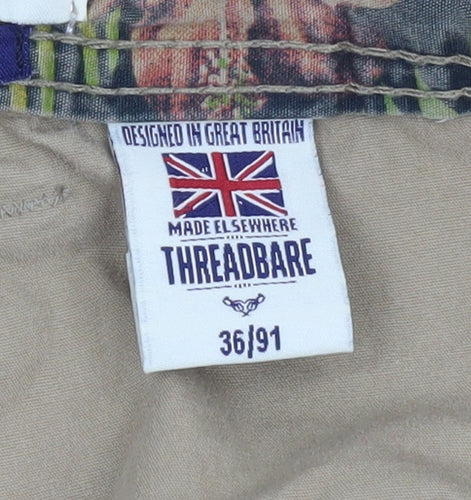 DESIGNED IN GREAT BRITAIN
MADE ELSEWHERE
THREADBARE
36/91